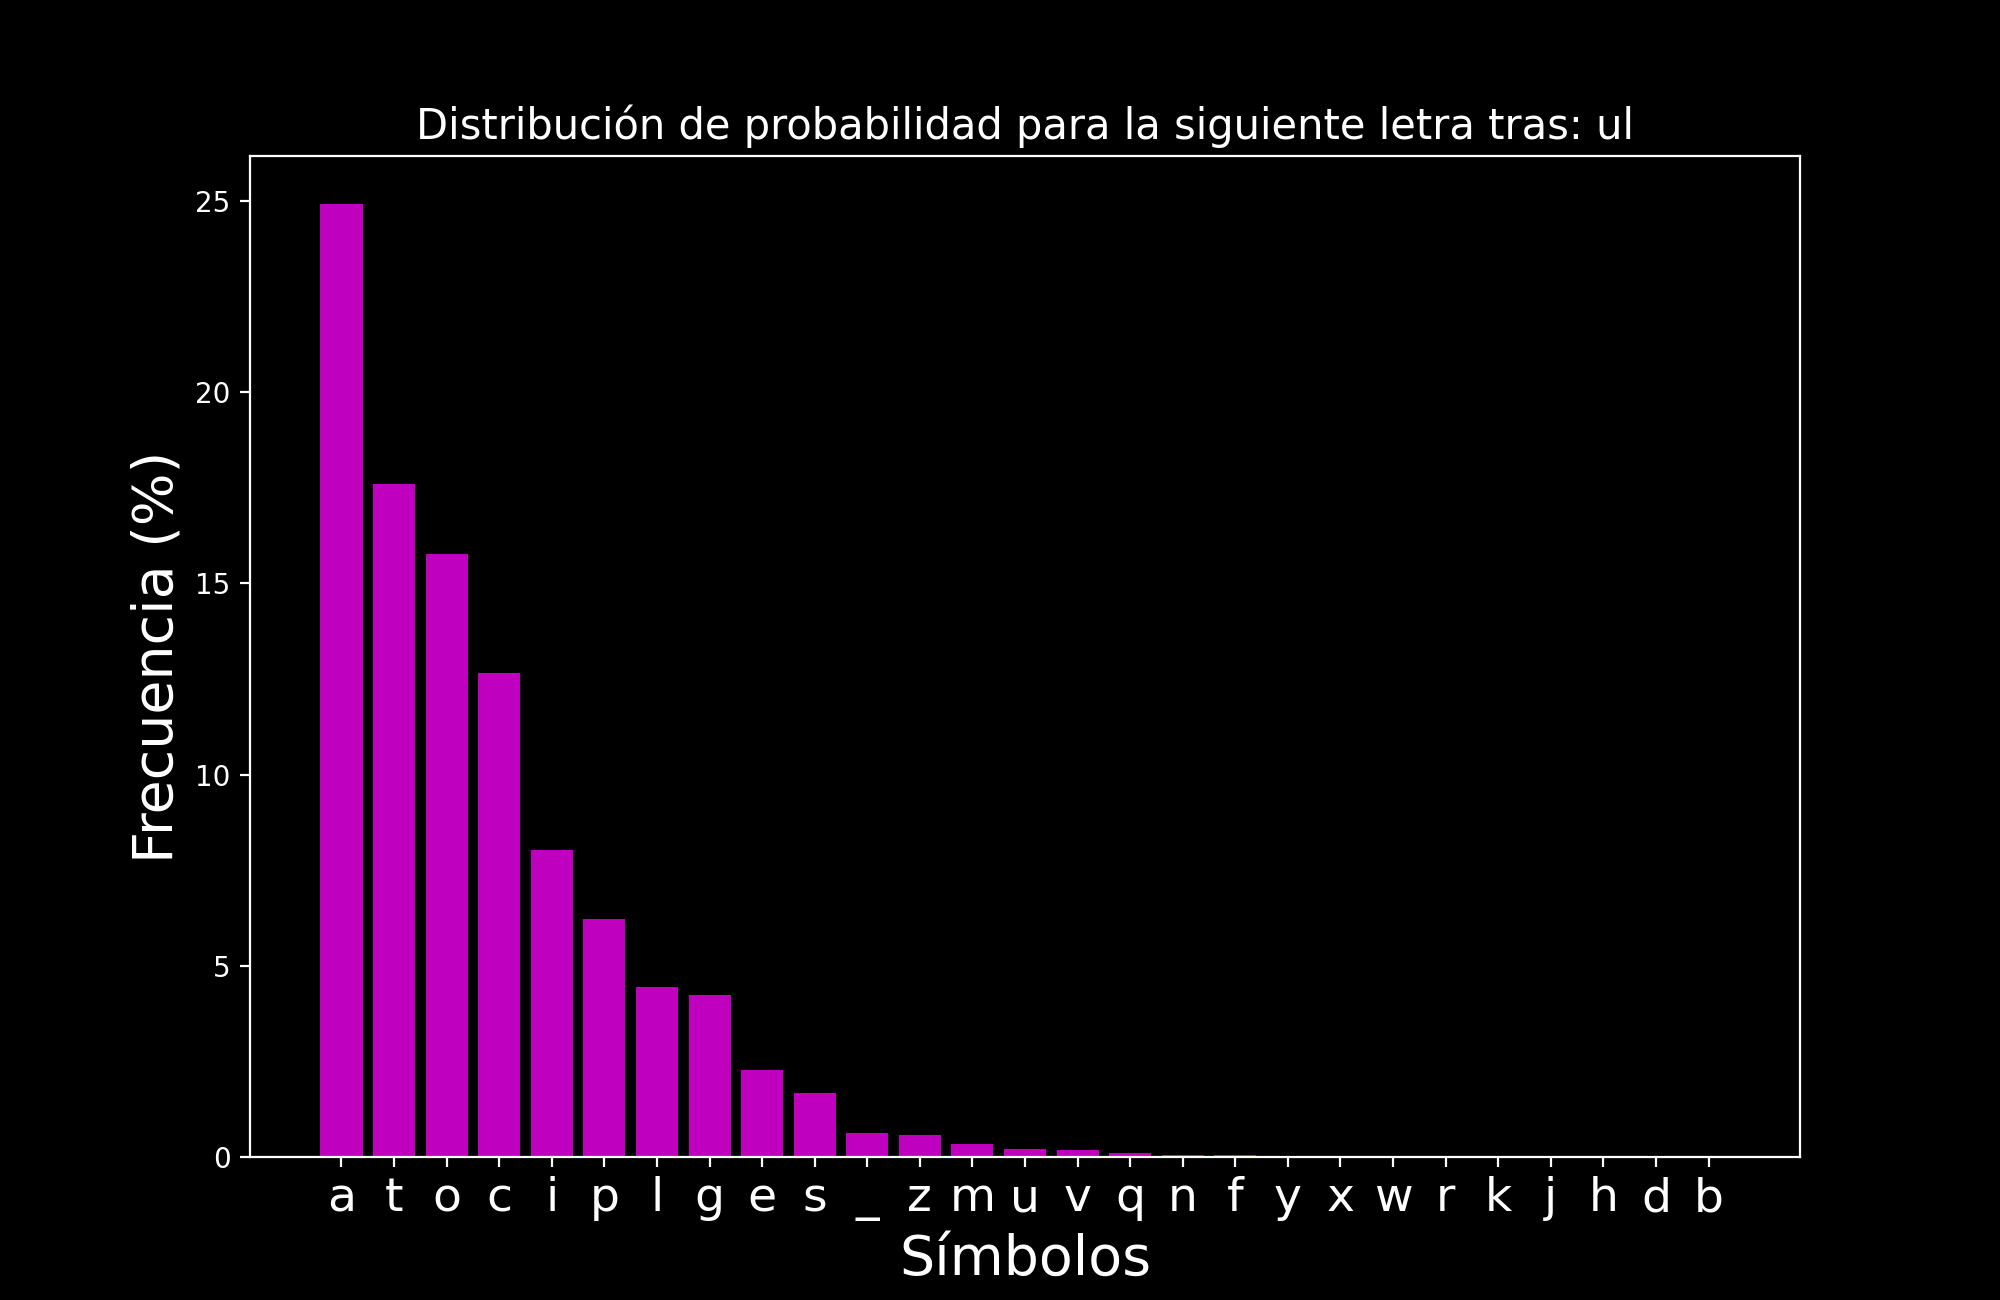 Distribución de probabilidad para la siguiente letra tras: ul
Frecuencia (%)
25
20
15
10
5
0
a t o c i p l g e s _ z m u v q n f y x w r k j h d b
Símbolos